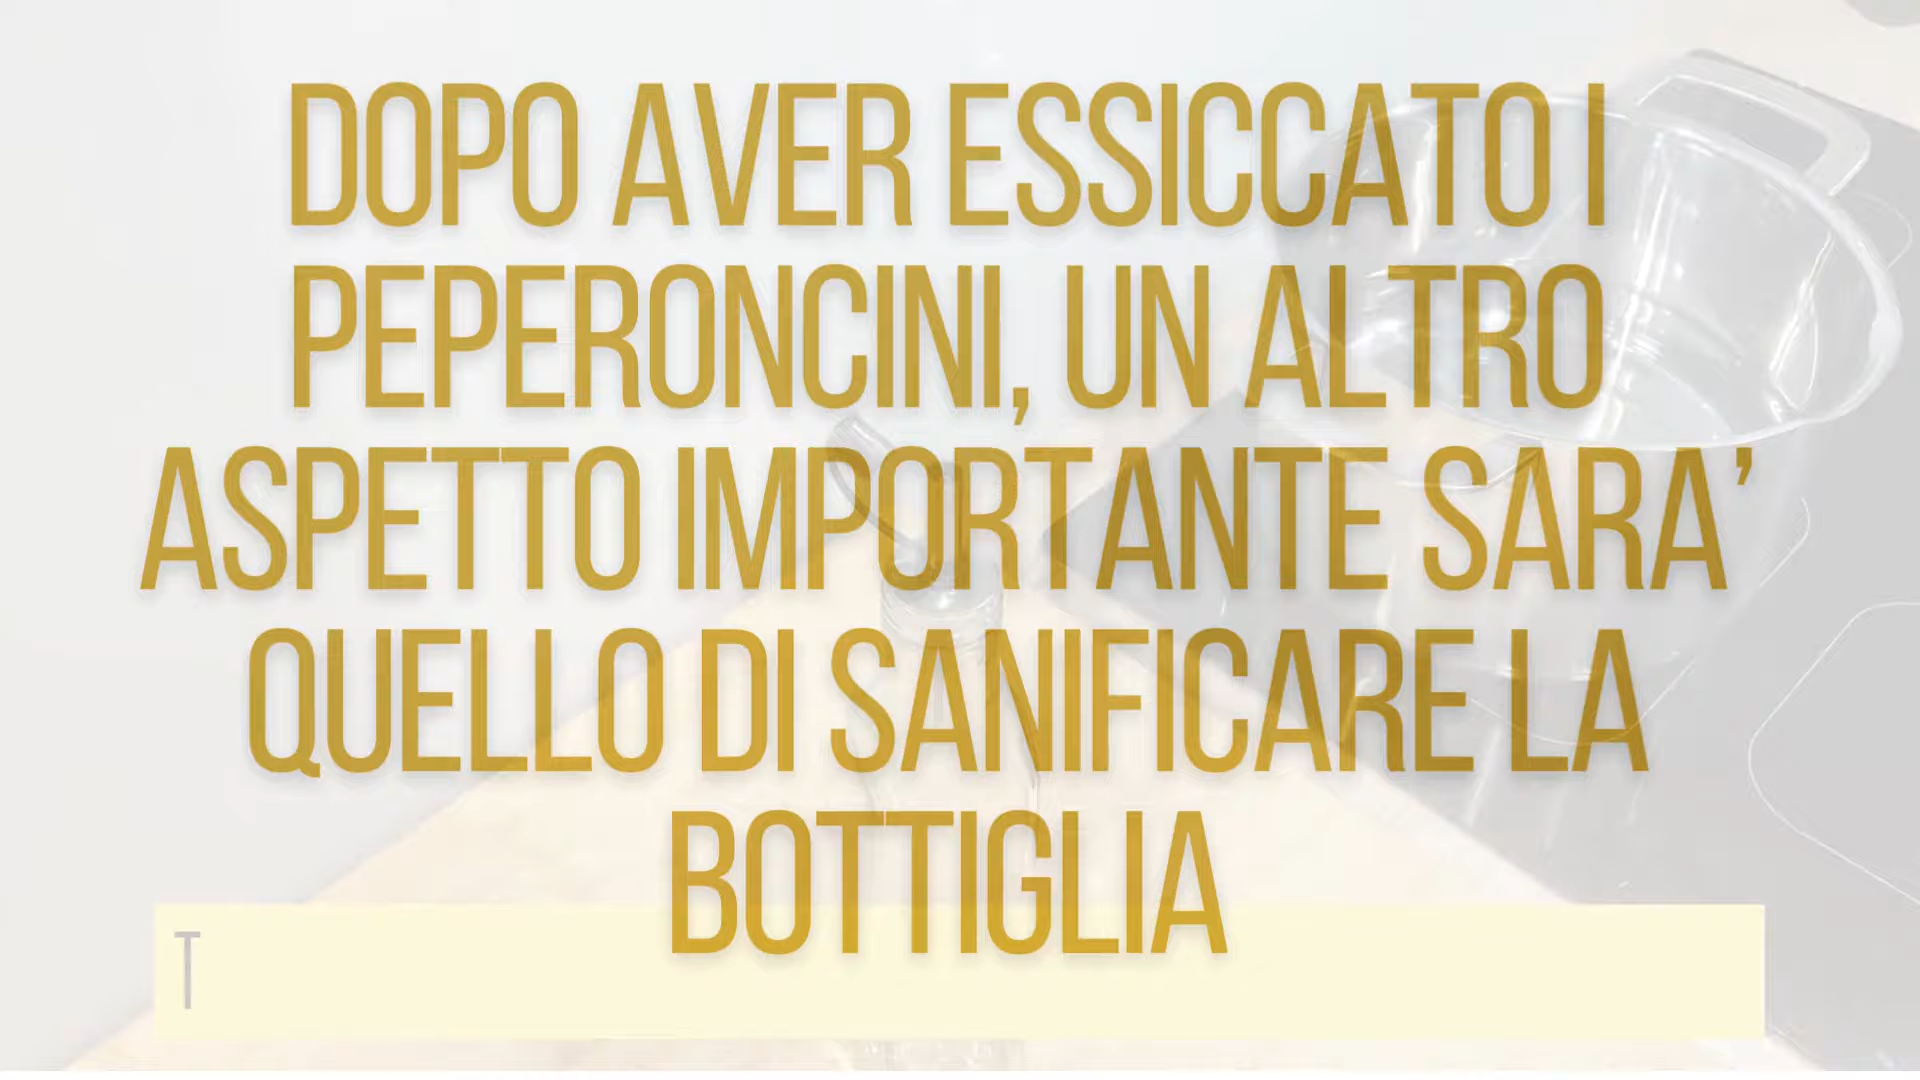 DOPO AVER ESSICCATO I
PEPERONCINI, UN ALTRO
ASPETTO IMPORTANTE SARA'
QUELLO DI SANIFICARE LA
BOTTIGLIA
T